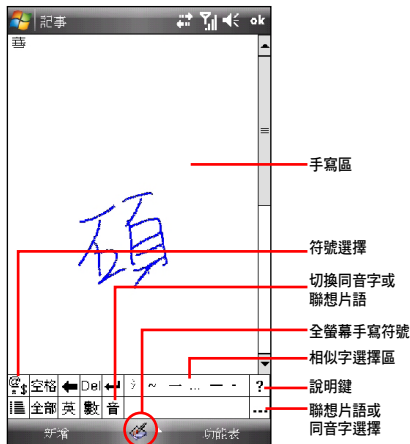 記事 ok
華
碩
手寫區
符號選擇
切換同音字或
聯想片語
全螢幕手寫符號
相似字選擇區
說明鍵
聯想片語或
同音字選擇
@*$ 空格 Del ~ — … — - ?
全部 英 數 音 ...
新增 功能表